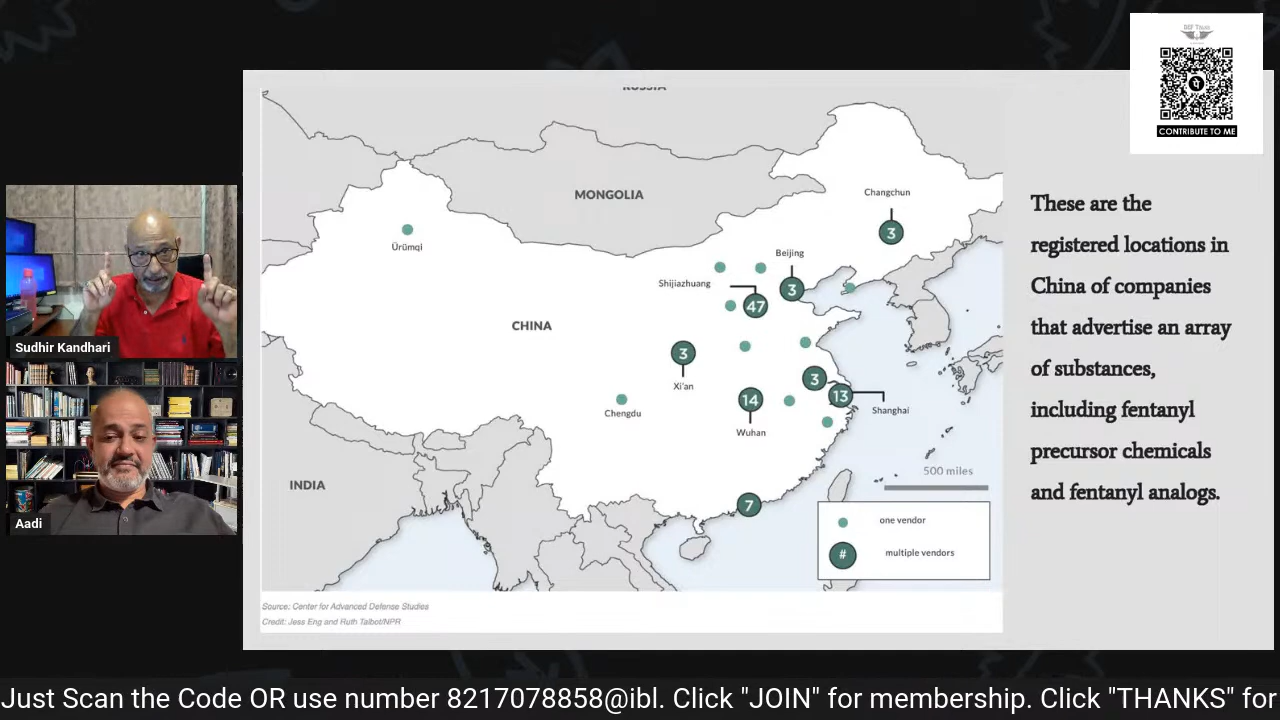 DEF Talks
CONTRIBUTE TO ME
RUSSIA
MONGOLIA
Changchun
3
Ürümqi
Beijing
3
Shijiazhuang
47
CHINA
3
Xi'an
3
13
Shanghai
14
Wuhan
Chengdu
500 miles
INDIA
7
one vendor
#
multiple vendors
Source: Center for Advanced Defense Studies
Credit: Jess Eng and Ruth Talbot/NPR
These are the
registered locations in
China of companies
that advertise an array
of substances,
including fentanyl
precursor chemicals
and fentanyl analogs.
Sudhir Kandhari
Aadi
Just Scan the Code OR use number 8217078858@ibl. Click "JOIN" for membership. Click "THANKS" for